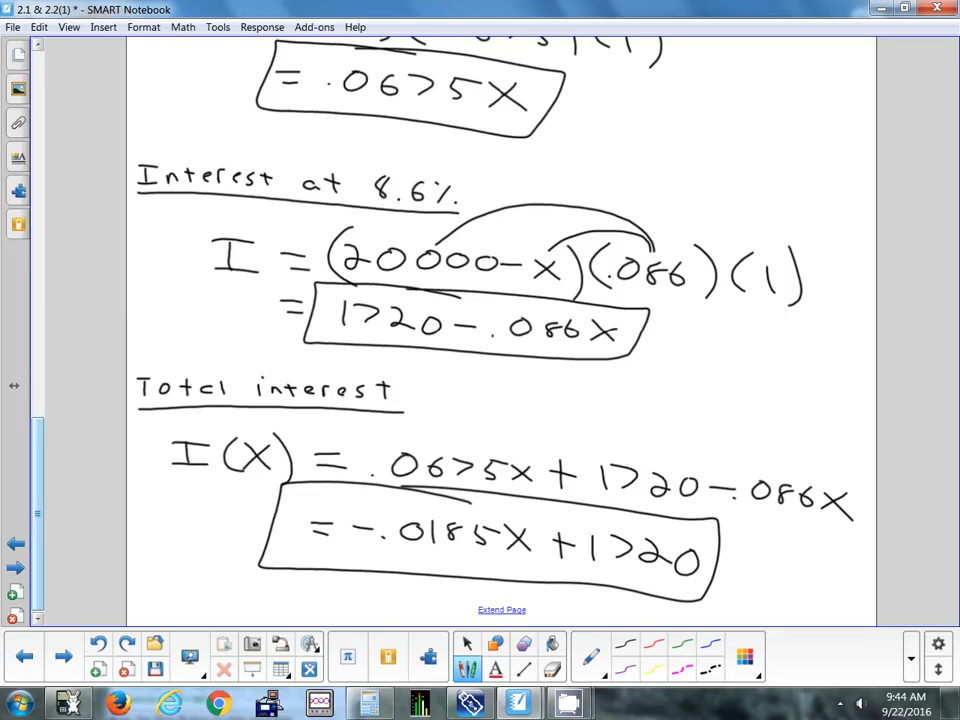 2.1 & 2.2(1) * - SMART Notebook
File Edit View Insert Format Math Tools Response Add-ons Help
= .0675X
Interest at 8.6%.
I = (20000-x)(.086)(1)
= 1720-.086X
Total interest
I(X) = .0675x + 1720-.086X
= -.0185X + 1720
Extend Page
9:44 AM
9/22/2016